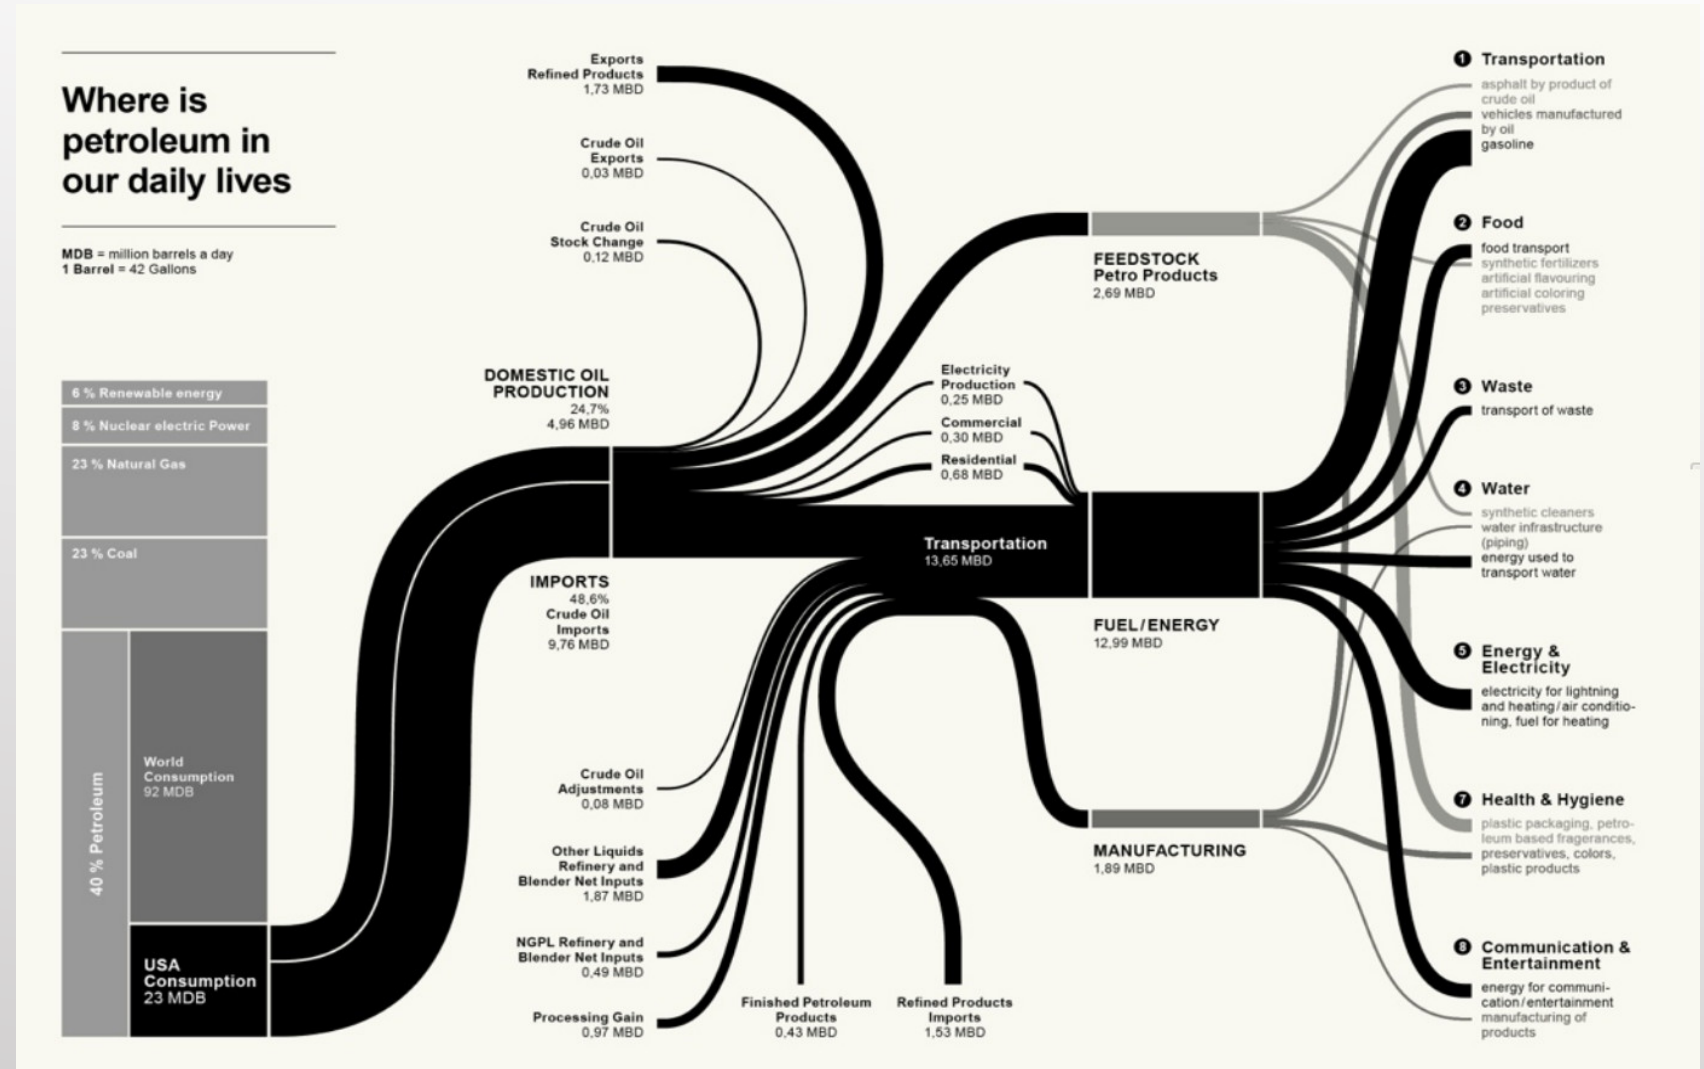 Where is
petroleum in
our daily lives
MDB = million barrels a day
1 Barrel = 42 Gallons
6 % Renewable energy
8 % Nuclear electric Power
23 % Natural Gas
23 % Coal
40 % Petroleum
World
Consumption
92 MDB
USA
Consumption
23 MDB
Exports
Refined Products
1,73 MBD
Crude Oil
Exports
0,03 MBD
Crude Oil
Stock Change
0,12 MBD
DOMESTIC OIL
PRODUCTION
24,7%
4,96 MBD
IMPORTS
48,6%
Crude Oil
Imports
9,76 MBD
Crude Oil
Adjustments
0,08 MBD
Other Liquids
Refinery and
Blender Net Inputs
1,87 MBD
NGPL Refinery and
Blender Net Inputs
0,49 MBD
Processing Gain
0,97 MBD
Finished Petroleum
Products
0,43 MBD
Refined Products
Imports
1,53 MBD
Electricity
Production
0,25 MBD
Commercial
0,30 MBD
Residential
0,68 MBD
Transportation
13,65 MBD
FEEDSTOCK
Petro Products
2,69 MBD
FUEL/ENERGY
12,99 MBD
MANUFACTURING
1,89 MBD
1 Transportation
asphalt by product of
crude oil
vehicles manufactured
by oil
gasoline
2 Food
food transport
synthetic fertilizers
artificial flavouring
artificial coloring
preservatives
3 Waste
transport of waste
4 Water
synthetic cleaners
water infrastructure
(piping)
energy used to
transport water
5 Energy &
Electricity
electricity for lightning
and heating/air conditio-
ning, fuel for heating
7 Health & Hygiene
plastic packaging, petro-
leum based fragerances,
preservatives, colors,
plastic products
8 Communication &
Entertainment
energy for communi-
cation/entertainment
manufacturing of
products